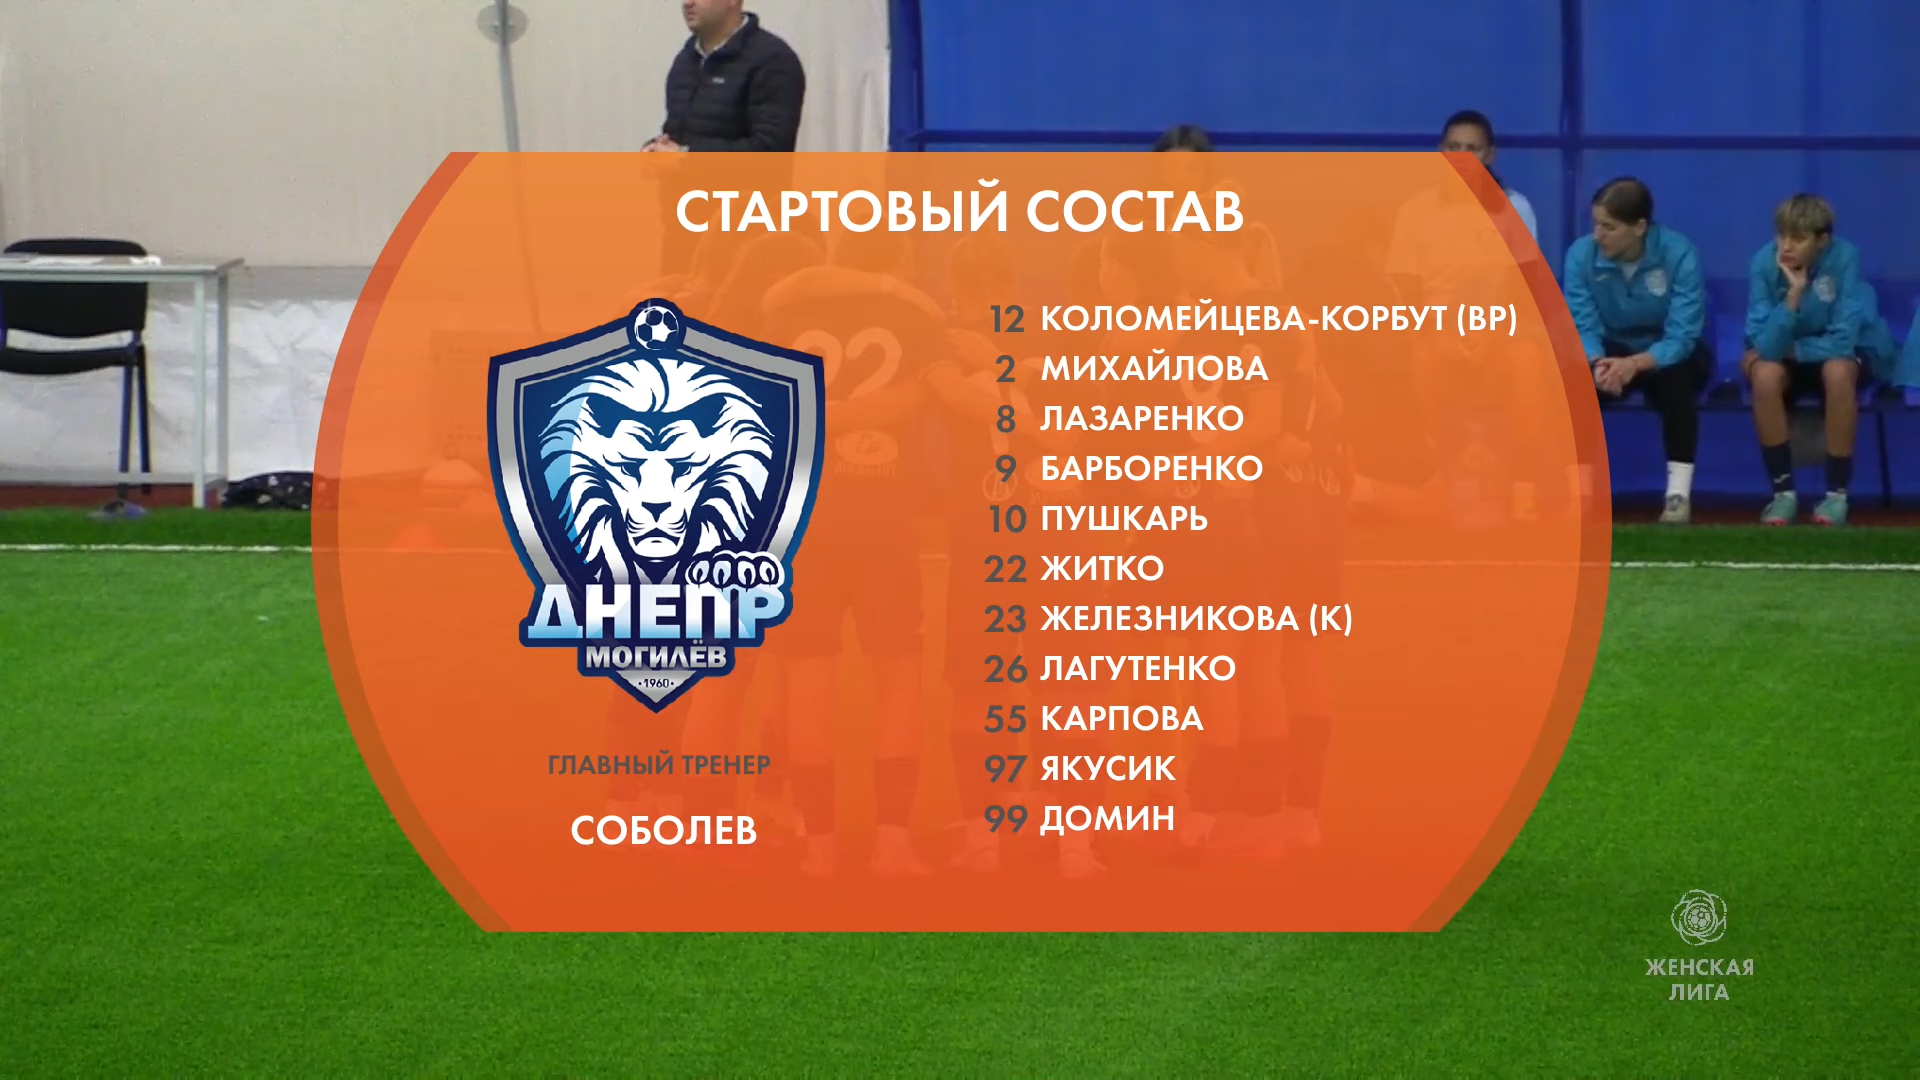 СТАРТОВЫЙ СОСТАВ
ДНЕПР
МОГИЛЁВ
·1960·
ГЛАВНЫЙ ТРЕНЕР
СОБОЛЕВ
12 КОЛОМЕЙЦЕВА-КОРБУТ (ВР)
2 МИХАЙЛОВА
8 ЛАЗАРЕНКО
9 БАРБОРЕНКО
10 ПУШКАРЬ
22 ЖИТКО
23 ЖЕЛЕЗНИКОВА (К)
26 ЛАГУТЕНКО
55 КАРПОВА
97 ЯКУСИК
99 ДОМИН
22
ЖЕНСКАЯ
ЛИГА